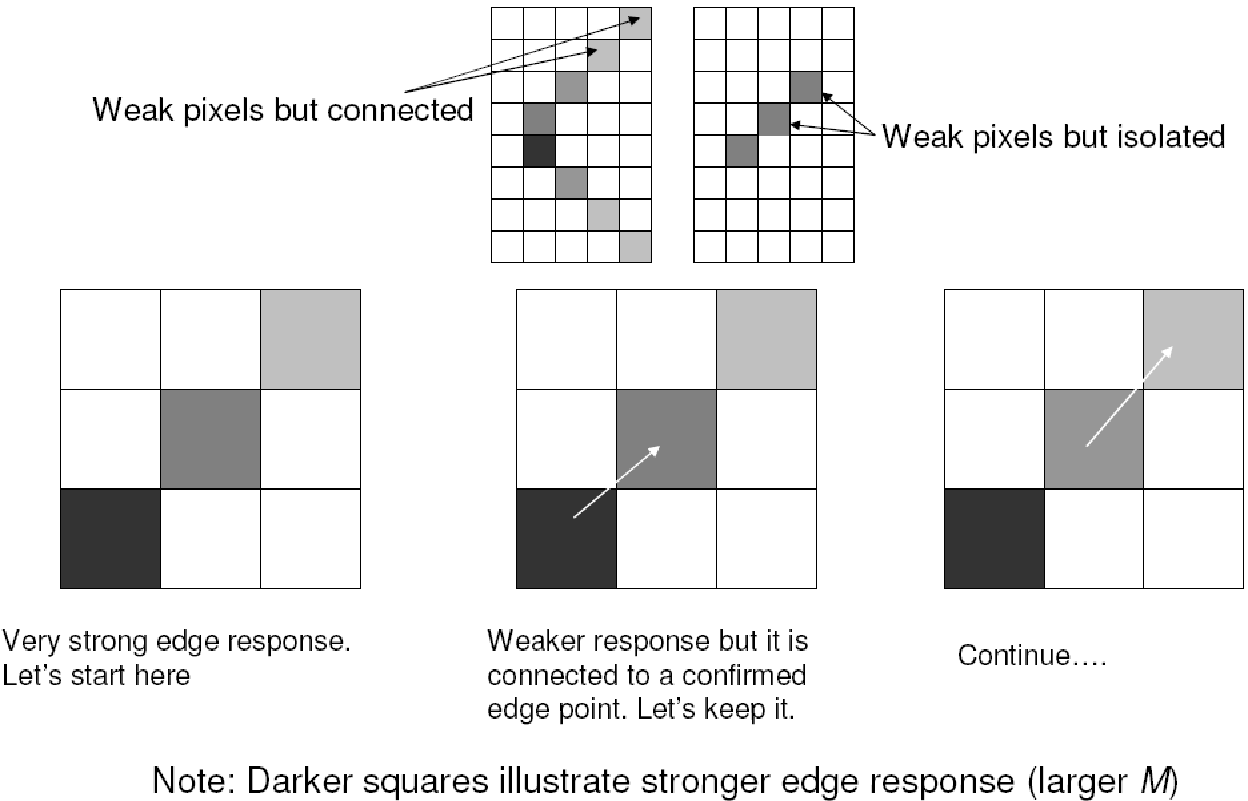 Weak pixels but connected
Weak pixels but isolated
Very strong edge response.
Let's start here
Weaker response but it is
connected to a confirmed
edge point. Let's keep it.
Continue....
Note: Darker squares illustrate stronger edge response (larger M)